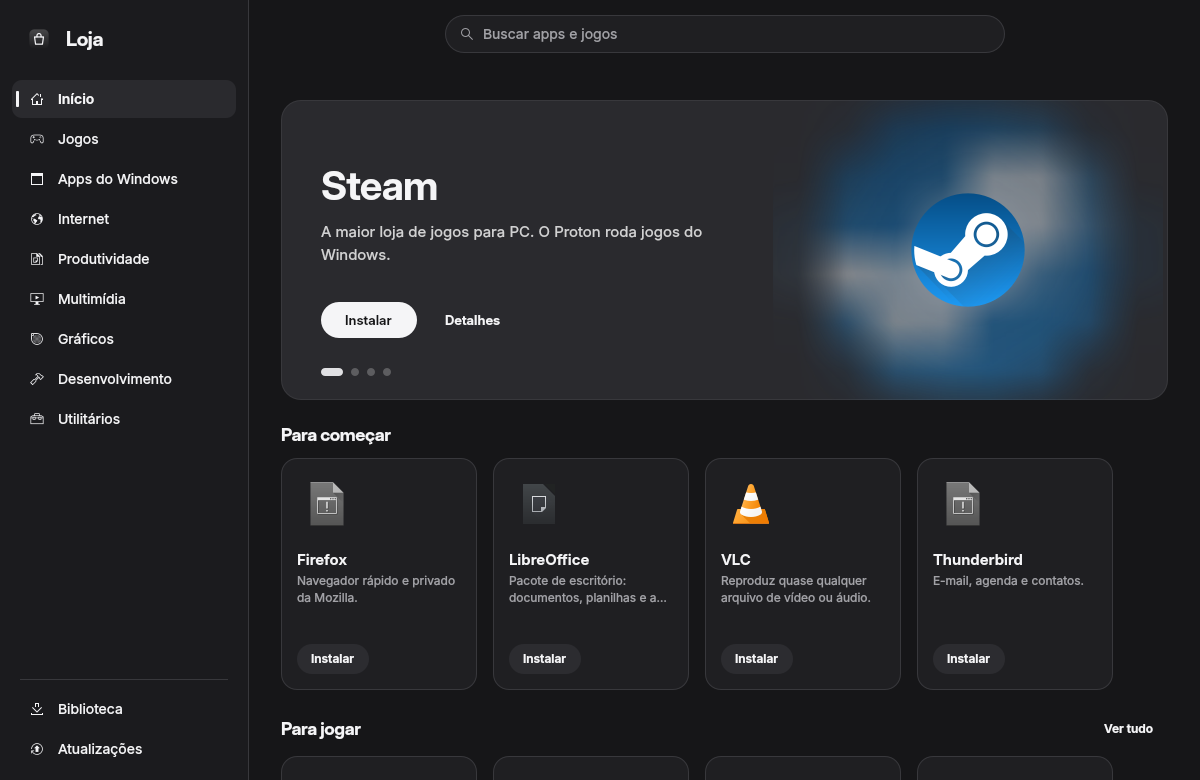 Loja
Buscar apps e jogos
Início
Jogos
Apps do Windows
Internet
Produtividade
Multimídia
Gráficos
Desenvolvimento
Utilitários
Biblioteca
Atualizações
Steam
A maior loja de jogos para PC. O Proton roda jogos do
Windows.
Instalar
Detalhes
Para começar
Firefox
Navegador rápido e privado
da Mozilla.
Instalar
LibreOffice
Pacote de escritório:
documentos, planilhas e a...
Instalar
VLC
Reproduz quase qualquer
arquivo de vídeo ou áudio.
Instalar
Thunderbird
E-mail, agenda e contatos.
Instalar
Para jogar
Ver tudo